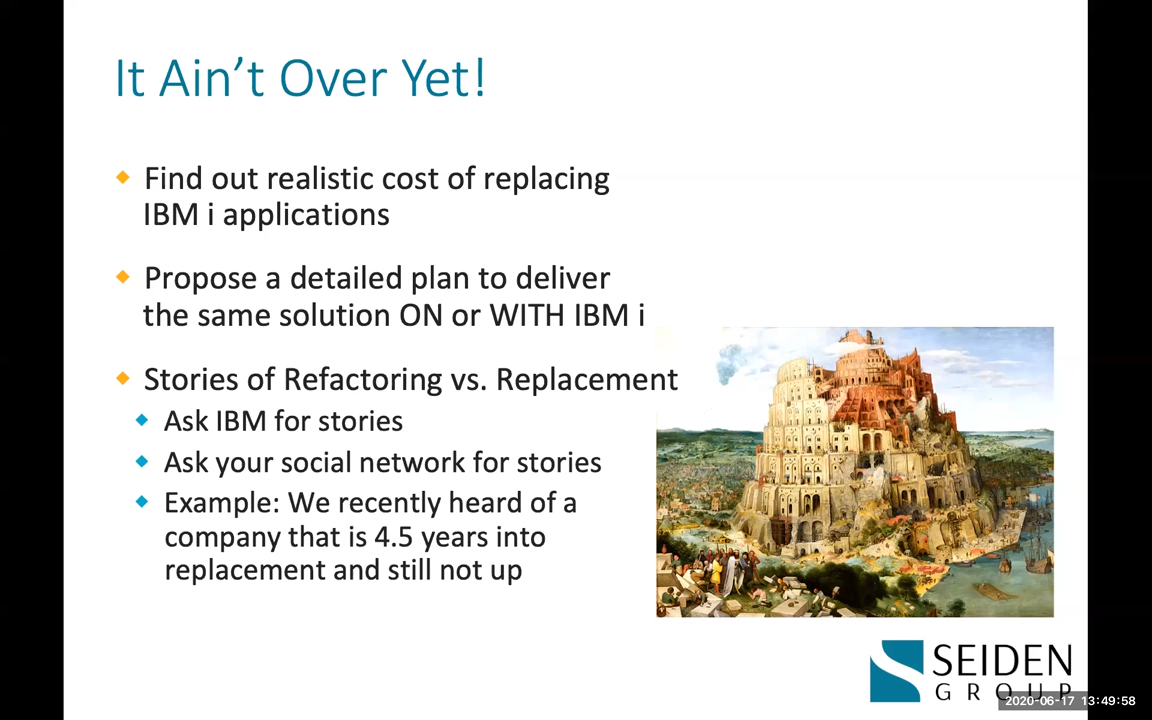 It Ain’t Over Yet!
Find out realistic cost of replacing
IBM i applications
Propose a detailed plan to deliver
the same solution ON or WITH IBM i
Stories of Refactoring vs. Replacement
Ask IBM for stories
Ask your social network for stories
Example: We recently heard of a
company that is 4.5 years into
replacement and still not up
SEIDEN
GROUP
2020-06-17 13:49:58